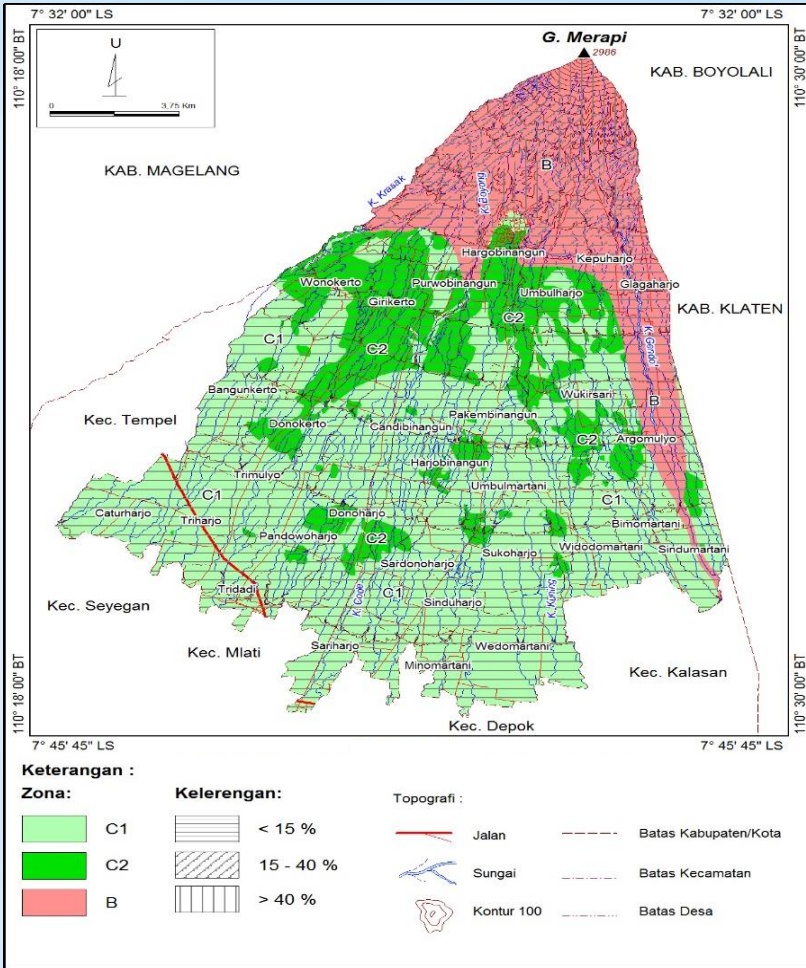 7° 32' 00" LS
7° 32' 00" LS
110° 18' 00" BT
110° 30' 00" BT
U
0
3,75 Km
G. Merapi
2986
KAB. BOYOLALI
KAB. MAGELANG
B
K. Krasak
K. Boyong
Hargobinangun
Kepuharjo
Wonokerto
Purwobinangun
Glagaharjo
Girikerto
Umbulharjo
KAB. KLATEN
C2
C1
C2
K. Gendol
Bangunkerto
Wukirsari
B
Kec. Tempel
Donokerto
Candibinangun
Pakembinangun
C2
Argomulyo
Harjobinangun
Trimulyo
Umbulmartani
C1
C1
Caturharjo
Triharjo
Donoharjo
Bimomartani
Pandowoharjo
C2
Sukoharjo
Widodomartani
Sindumartani
Sardonoharjo
Tridadi
K. Code
C1
Sinduharjo
K. Kuning
Kec. Seyegan
Kec. Mlati
Sariharjo
Wedomartani
Minomartani
Kec. Kalasan
Kec. Depok
110° 18' 00" BT
110° 30' 00" BT
7° 45' 45" LS
7° 45' 45" LS
Keterangan :
Zona:
Kelerengan:
Topografi :
C1
< 15 %
Jalan
Batas Kabupaten/Kota
C2
15 - 40 %
Sungai
Batas Kecamatan
B
> 40 %
Kontur 100
Batas Desa